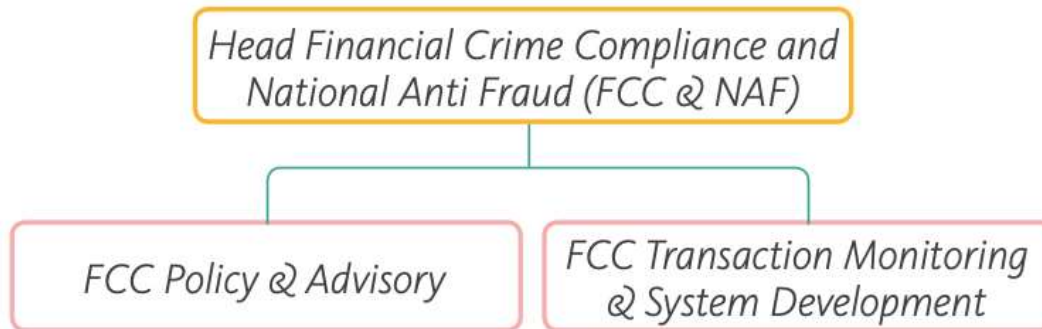 Head Financial Crime Compliance and
National Anti Fraud (FCC & NAF)
FCC Policy & Advisory
FCC Transaction Monitoring
& System Development